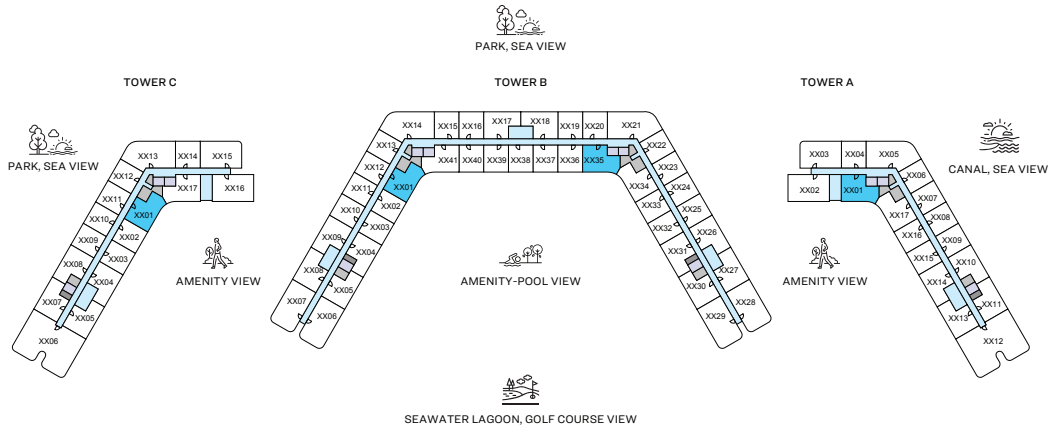 PARK, SEA VIEW
TOWER C
TOWER B
TOWER A
PARK, SEA VIEW
CANAL, SEA VIEW
XX13
XX14
XX15
XX12
XX11
XX10
XX09
XX08
XX07
XX06
XX05
XX04
XX03
XX02
XX01
XX17
XX16
AMENITY VIEW
XX14
XX15
XX16
XX17
XX18
XX19
XX20
XX21
XX13
XX12
XX11
XX10
XX09
XX08
XX07
XX06
XX05
XX04
XX03
XX02
XX01
XX41
XX40
XX39
XX38
XX37
XX36
XX35
XX22
XX23
XX24
XX25
XX26
XX27
XX28
XX29
XX30
XX31
XX32
XX33
XX34
AMENITY-POOL VIEW
XX03
XX04
XX05
XX02
XX01
XX06
XX07
XX08
XX09
XX10
XX11
XX12
XX13
XX14
XX15
XX16
XX17
AMENITY VIEW
SEAWATER LAGOON, GOLF COURSE VIEW